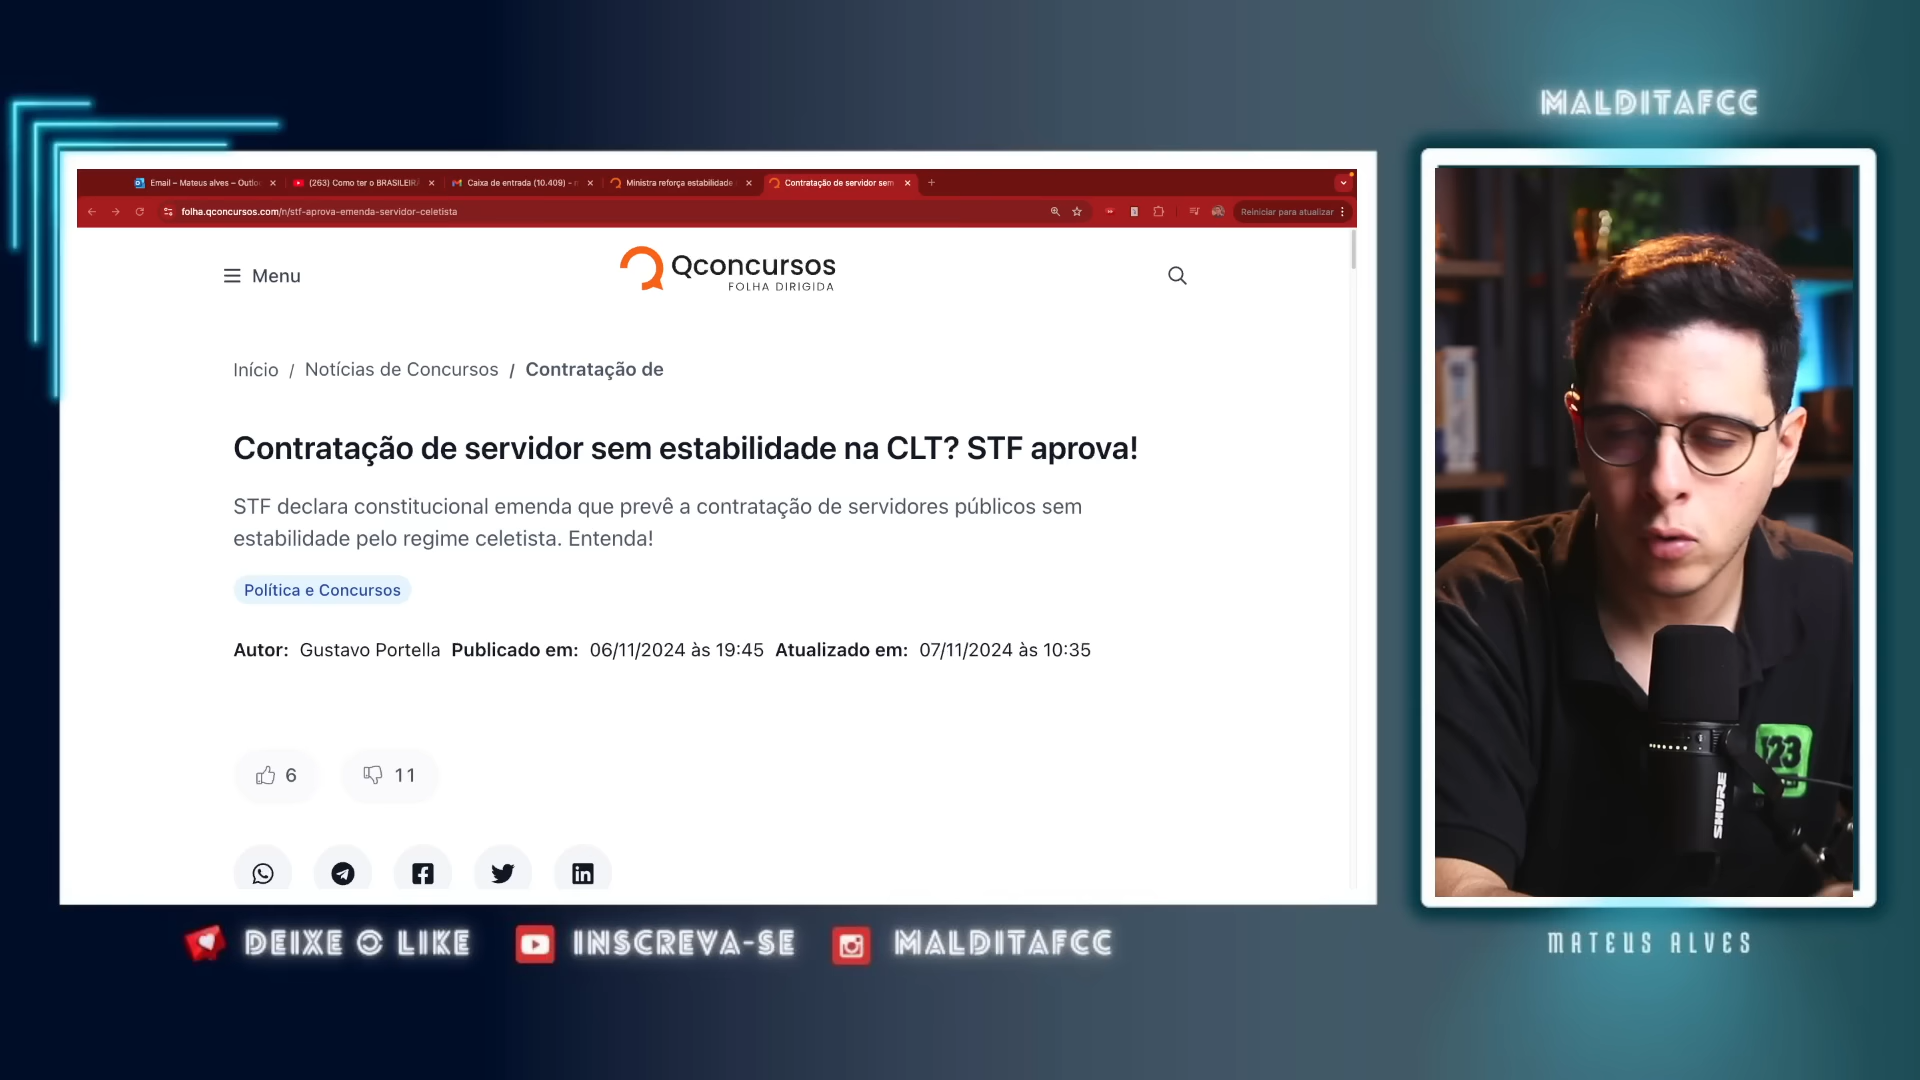 MALDITAFCC
Email – Mateus alves – Outlo
(263) Como ter o BRASILEIR
Caixa de entrada (10.409) -
Ministra reforça estabilidade
Contratação de servidor sem
folha.qconcursos.com/n/stf-aprova-emenda-servidor-celetista
Reiniciar para atualizar
Menu
Qconcursos
FOLHA DIRIGIDA
Início / Notícias de Concursos / Contratação de
Contratação de servidor sem estabilidade na CLT? STF aprova!
STF declara constitucional emenda que prevê a contratação de servidores públicos sem
estabilidade pelo regime celetista. Entenda!
Política e Concursos
Autor: Gustavo Portella Publicado em: 06/11/2024 às 19:45 Atualizado em: 07/11/2024 às 10:35
6
11
123
SHURE
DEIXE O LIKE
INSCREVA-SE
MALDITAFCC
MATEUS ALVES